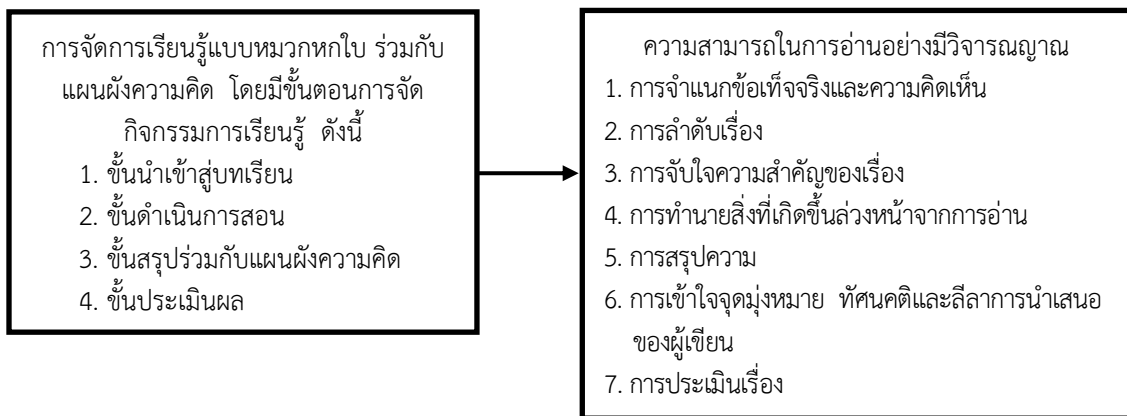 การจัดการเรียนรู้แบบหมวกหกใบ ร่วมกับ
แผนผังความคิด โดยมีขั้นตอนการจัด
กิจกรรมการเรียนรู้ ดังนี้
1. ขั้นนำเข้าสู่บทเรียน
2. ขั้นดำเนินการสอน
3. ขั้นสรุปร่วมกับแผนผังความคิด
4. ขั้นประเมินผล
ความสามารถในการอ่านอย่างมีวิจารณญาณ
1. การจำแนกข้อเท็จจริงและความคิดเห็น
2. การลำดับเรื่อง
3. การจับใจความสำคัญของเรื่อง
4. การทำนายสิ่งที่เกิดขึ้นล่วงหน้าจากการอ่าน
5. การสรุปความ
6. การเข้าใจจุดมุ่งหมาย ทัศนคติและลีลาการนำเสนอ
ของผู้เขียน
7. การประเมินเรื่อง